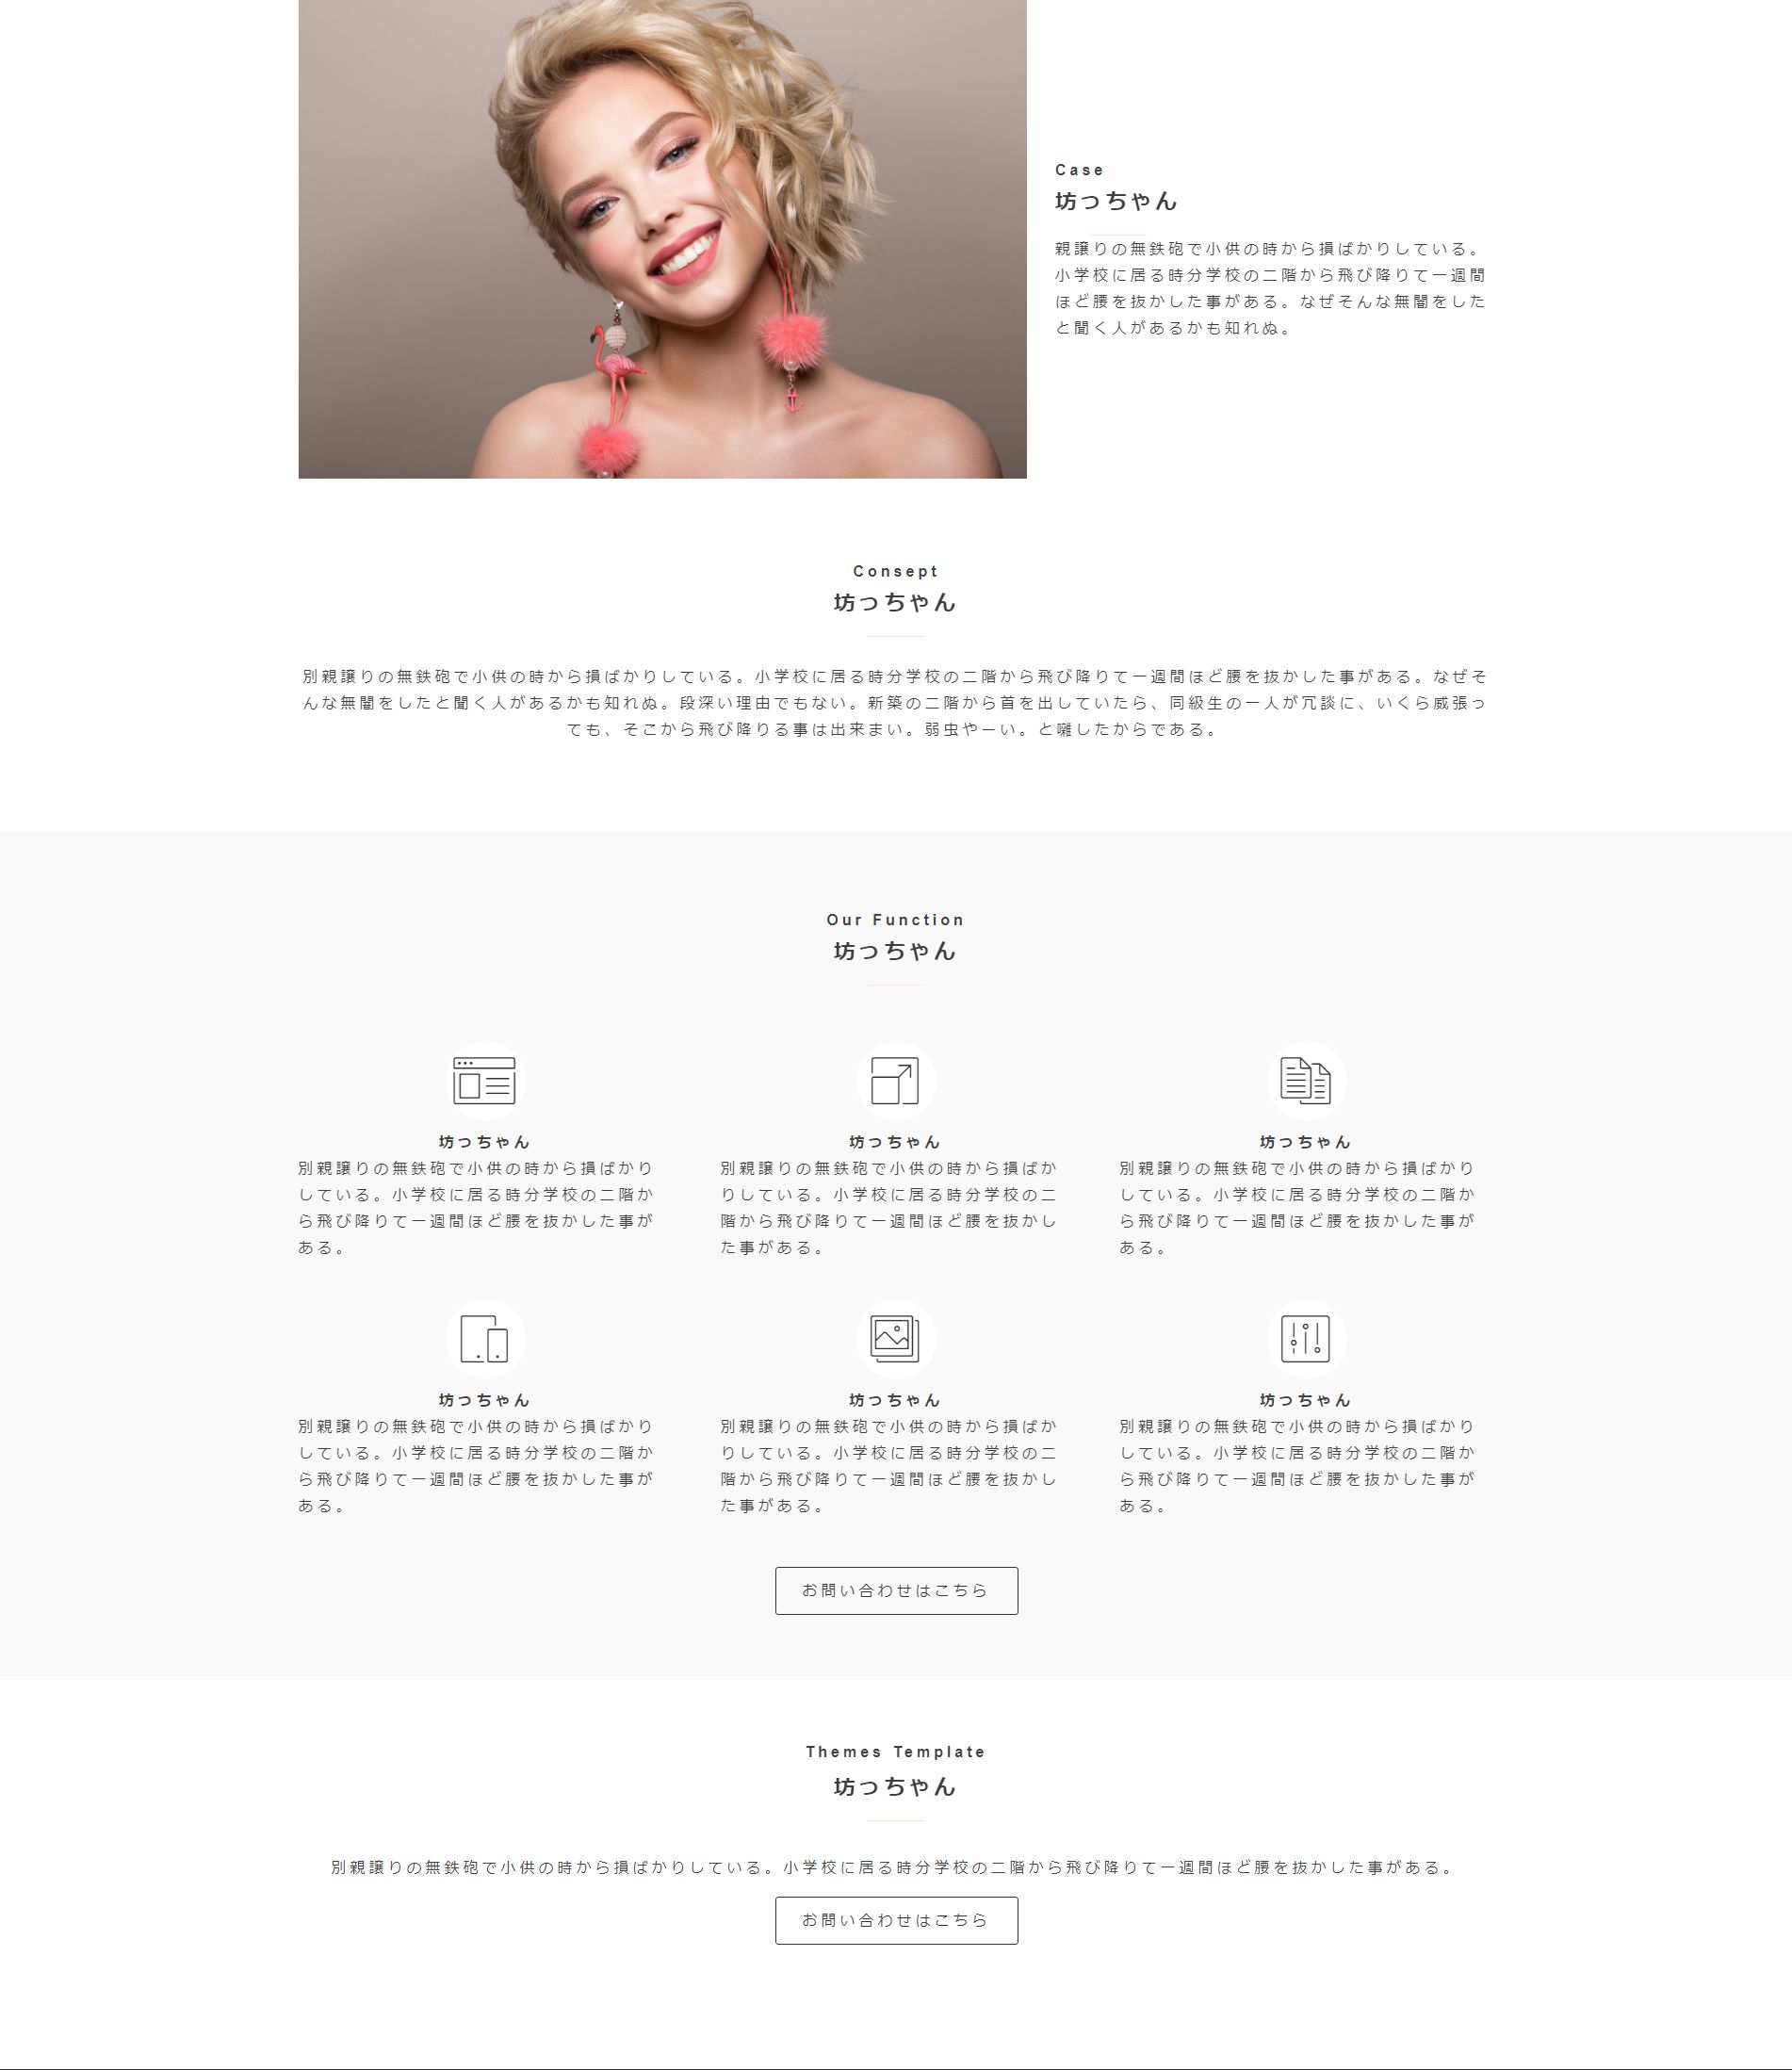 Case
坊っちゃん
親譲りの無鉄砲で小供の時から損ばかりしている。
小学校に居る時分学校の二階から飛び降りて一週間
ほど腰を抜かした事がある。なぜそんな無闇をした
と聞く人があるかも知れぬ。
Consept
坊っちゃん
別親譲りの無鉄砲で小供の時から損ばかりしている。小学校に居る時分学校の二階から飛び降りて一週間ほど腰を抜かした事がある。なぜそ
んな無闇をしたと聞く人があるかも知れぬ。段深い理由でもない。新築の二階から首を出していたら、同級生の一人が冗談に、いくら威張っ
ても、そこから飛び降りる事は出来まい。弱虫やーい。と囃したからである。
Our Function
坊っちゃん
坊っちゃん
別親譲りの無鉄砲で小供の時から損ばかり
している。小学校に居る時分学校の二階か
ら飛び降りて一週間ほど腰を抜かした事が
ある。
坊っちゃん
別親譲りの無鉄砲で小供の時から損ばか
りしている。小学校に居る時分学校の二
階から飛び降りて一週間ほど腰を抜かし
た事がある。
坊っちゃん
別親譲りの無鉄砲で小供の時から損ばかり
している。小学校に居る時分学校の二階か
ら飛び降りて一週間ほど腰を抜かした事が
ある。
坊っちゃん
別親譲りの無鉄砲で小供の時から損ばかり
している。小学校に居る時分学校の二階か
ら飛び降りて一週間ほど腰を抜かした事が
ある。
坊っちゃん
別親譲りの無鉄砲で小供の時から損ばか
りしている。小学校に居る時分学校の二
階から飛び降りて一週間ほど腰を抜かし
た事がある。
坊っちゃん
別親譲りの無鉄砲で小供の時から損ばかり
している。小学校に居る時分学校の二階か
ら飛び降りて一週間ほど腰を抜かした事が
ある。
お問い合わせはこちら
Themes Template
坊っちゃん
別親譲りの無鉄砲で小供の時から損ばかりしている。小学校に居る時分学校の二階から飛び降りて一週間ほど腰を抜かした事がある。
お問い合わせはこちら